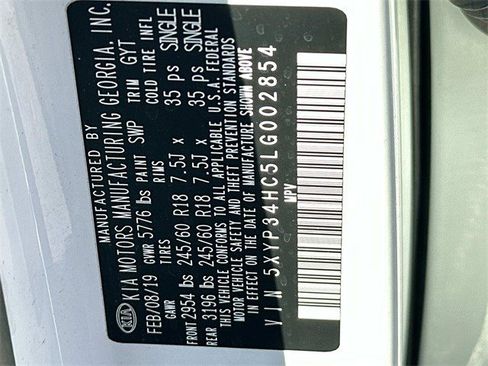 MANUFACTURED BY
KIA KIA MOTORS MANUFACTURING GEORGIA, INC.
FEB/08/19 PAINT SWP TRIM GYT
GVWR 5776 lbs
GAWR TIRES RIMS COLD TIRE INFL
FRONT 2954 lbs 245/60 R18 7.5J x 35 psi SINGLE
REAR 3196 lbs 245/60 R18 7.5J x 35 psi SINGLE
THIS VEHICLE CONFORMS TO ALL APPLICABLE U.S.A. FEDERAL
MOTOR VEHICLE SAFETY AND THEFT PREVENTION STANDARDS
IN EFFECT ON THE DATE OF MANUFACTURE SHOWN ABOVE
VIN 5XYP34HC5LG002854
MPV